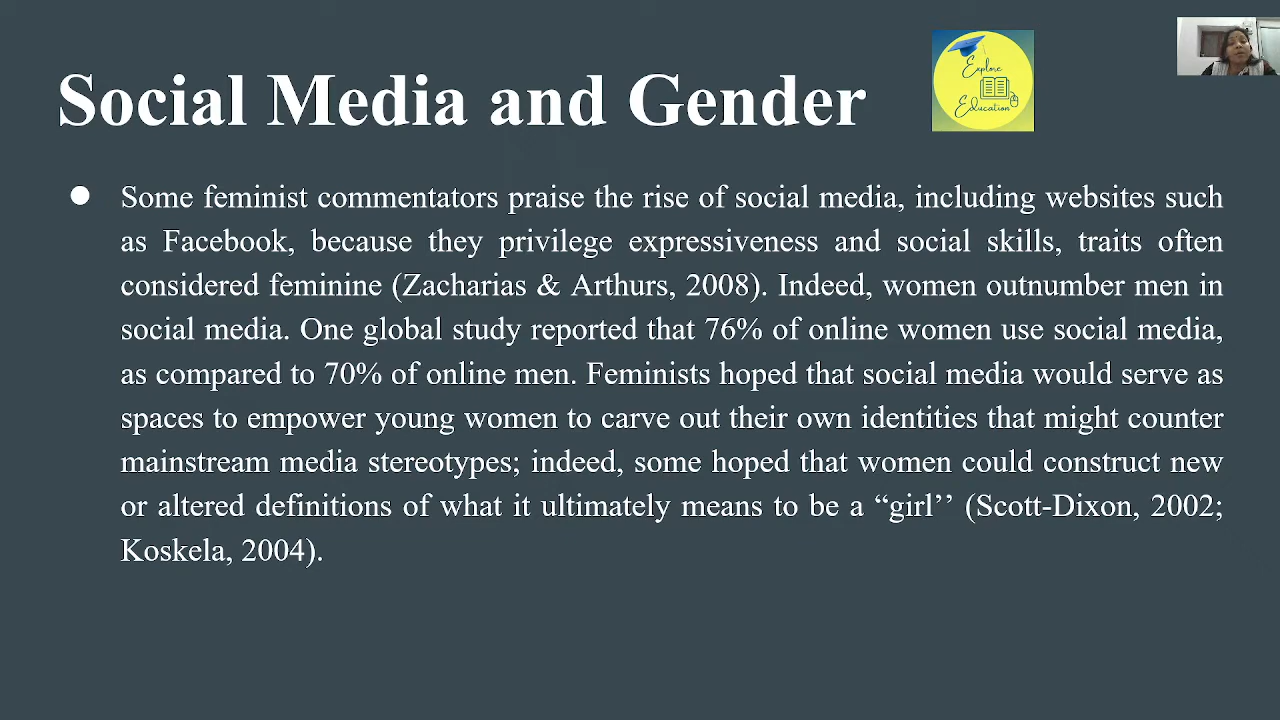 Social Media and Gender
Explore
Education
● Some feminist commentators praise the rise of social media, including websites such
as Facebook, because they privilege expressiveness and social skills, traits often
considered feminine (Zacharias & Arthurs, 2008). Indeed, women outnumber men in
social media. One global study reported that 76% of online women use social media,
as compared to 70% of online men. Feminists hoped that social media would serve as
spaces to empower young women to carve out their own identities that might counter
mainstream media stereotypes; indeed, some hoped that women could construct new
or altered definitions of what it ultimately means to be a “girl’’ (Scott-Dixon, 2002;
Koskela, 2004).